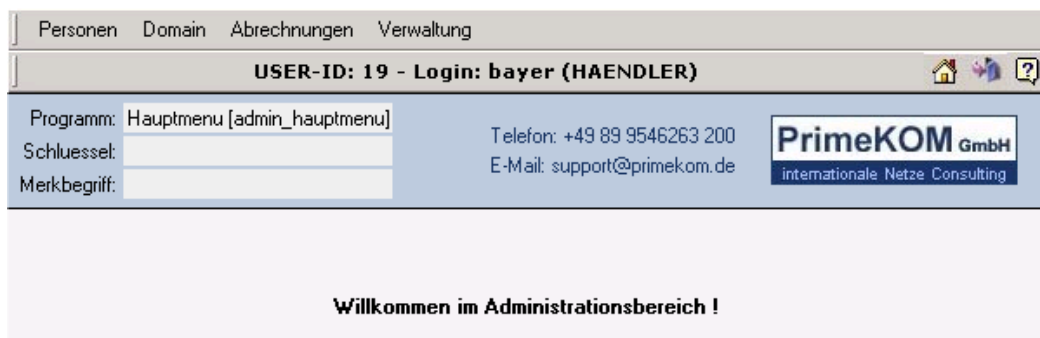 Personen Domain Abrechnungen Verwaltung
USER-ID: 19 - Login: bayer (HAENDLER)
Programm: Hauptmenu [admin_hauptmenu]
Schluessel:
Merkbegriff:
Telefon: +49 89 9546263 200
E-Mail: support@primekom.de
PrimeKOM GmbH
internationale Netze Consulting
Willkommen im Administrationsbereich !